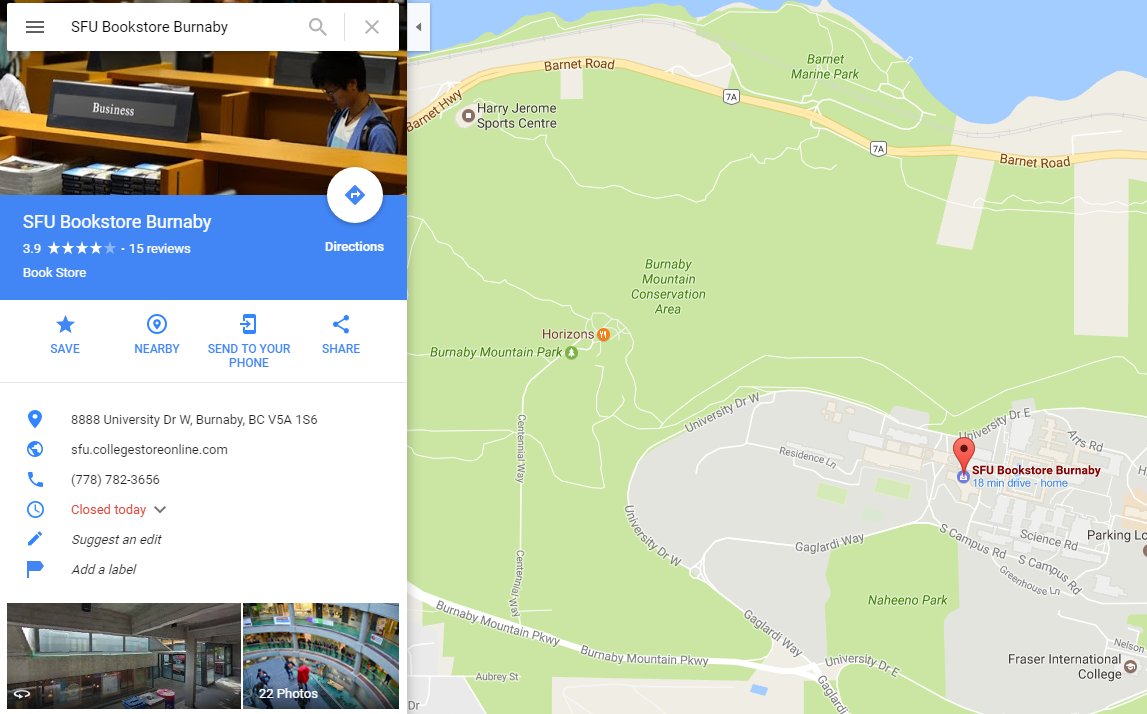 SFU Bookstore Burnaby
Business
SFU Bookstore Burnaby
3.9 ★★★★★ · 15 reviews
Directions
Book Store
SAVE
NEARBY
SEND TO YOUR
PHONE
SHARE
8888 University Dr W, Burnaby, BC V5A 1S6
sfu.collegestoreonline.com
(778) 782-3656
Closed today
Suggest an edit
Add a label
22 Photos
Barnet Road
Barnet
Marine Park
7A
Barnet Hwy
Harry Jerome
Sports Centre
7A
Barnet Road
Burnaby
Mountain
Conservation
Area
Horizons
Burnaby Mountain Park
University Dr W
University Dr E
Arts Rd
Centennial Way
Residence Ln
SFU Bookstore Burnaby
18 min drive - home
University Dr W
Gaglardi Way
S Campus Rd
Science Rd
Parking Lo
S Campus Rd
Greenhouse Ln
Centennial Way
Naheeno Park
Burnaby Mountain Pkwy
Gaglardi Way
Nelson
Burnaby Mountain Pkwy
University Dr E
Fraser International
College
Aubrey St
Gaglardi
Dr